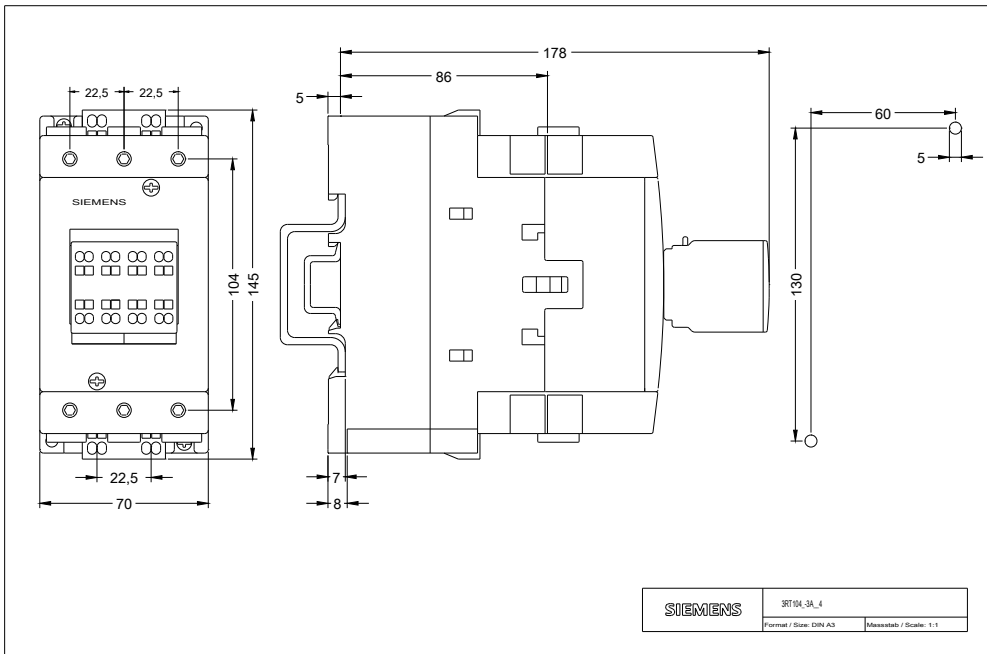 178
86
5
22,5 22,5
60
5
SIEMENS
104
145
130
22,5
7
8
70
SIEMENS
3RT104_-3A_4
Format / Size: DIN A3
Massstab / Scale: 1:1